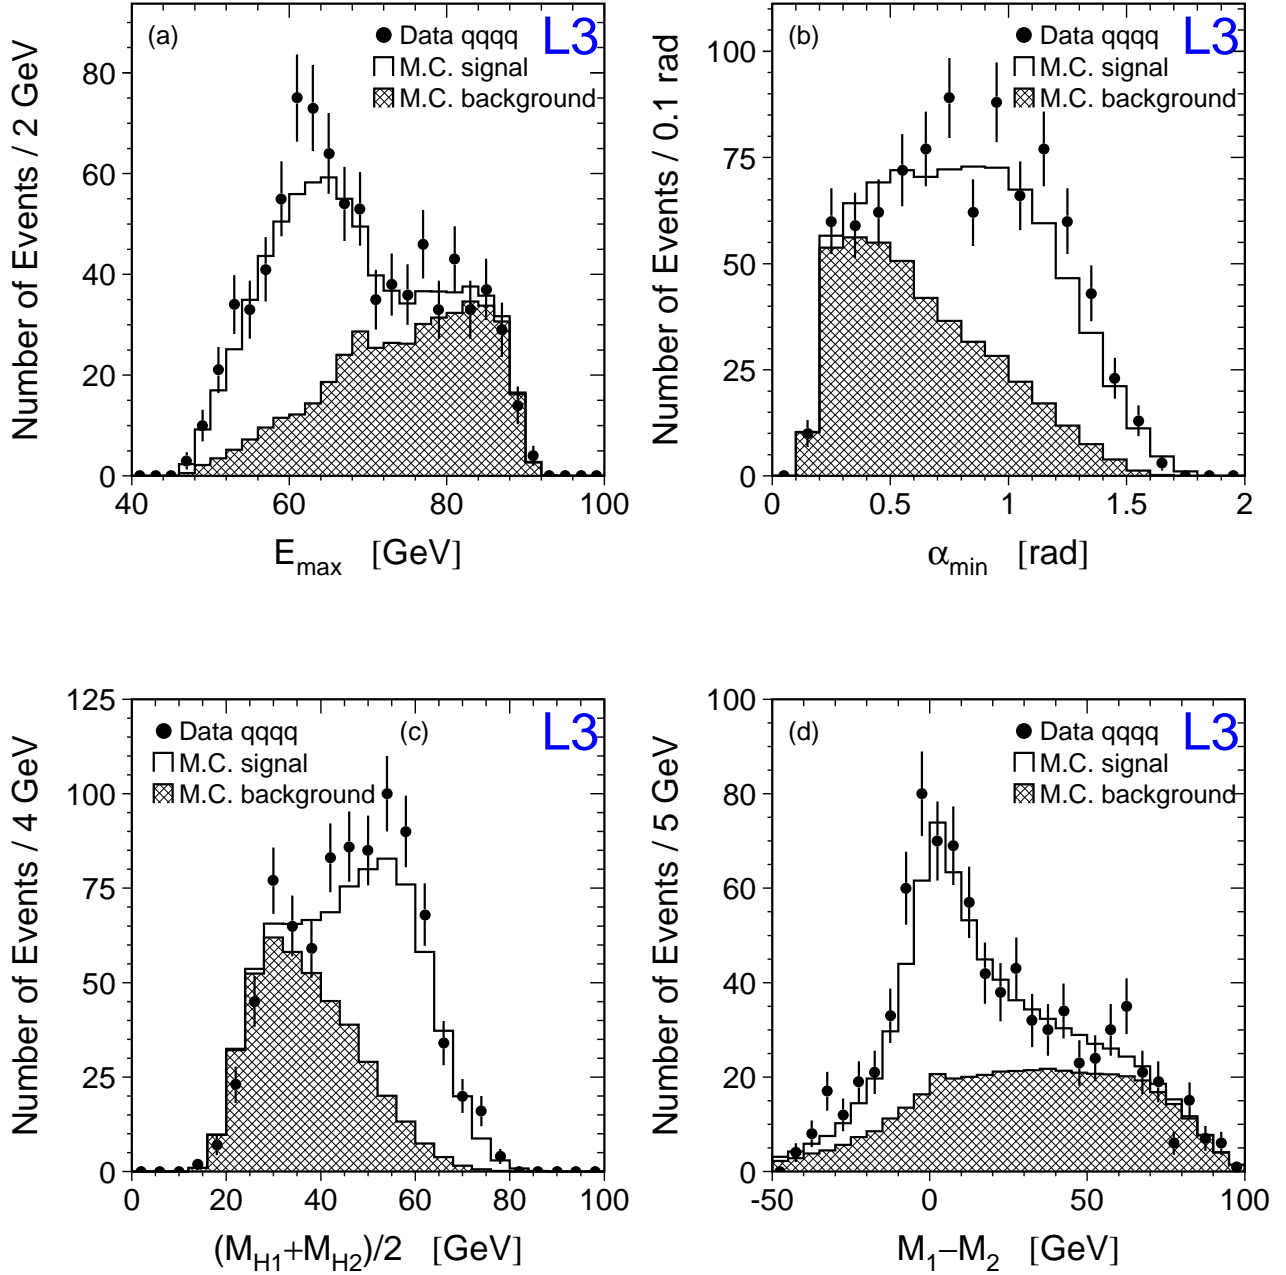 (a)
L3
Data qqqq
M.C. signal
M.C. background
Number of Events / 2 GeV
80
60
40
20
0
40 60 80 100
E_max [GeV]
(b)
L3
Data qqqq
M.C. signal
M.C. background
Number of Events / 0.1 rad
100
75
50
25
0
0 0.5 1 1.5 2
α_min [rad]
(c)
L3
Data qqqq
M.C. signal
M.C. background
Number of Events / 4 GeV
125
100
75
50
25
0
0 20 40 60 80 100
(M_H1+M_H2)/2 [GeV]
(d)
L3
Data qqqq
M.C. signal
M.C. background
Number of Events / 5 GeV
100
80
60
40
20
0
-50 0 50 100
M_1−M_2 [GeV]